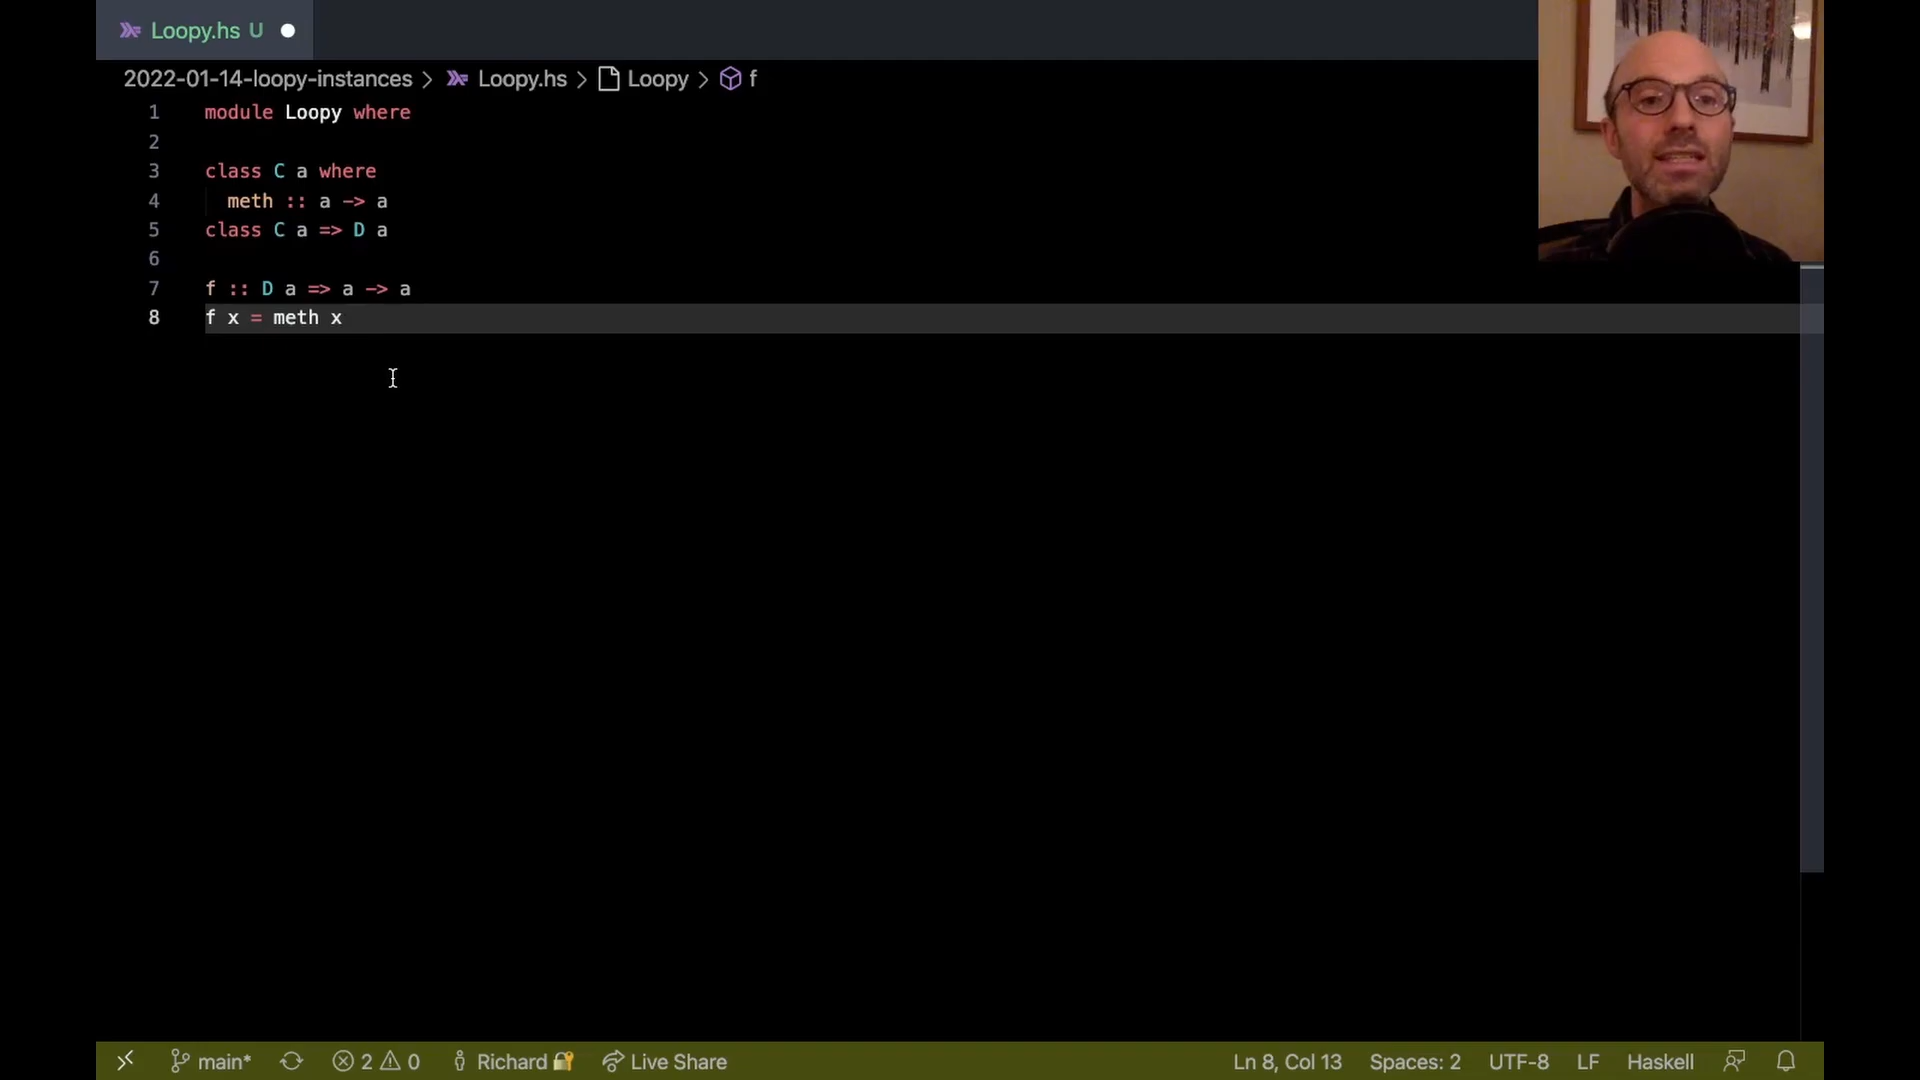 Loopy.hs U
2022-01-14-loopy-instances > Loopy.hs > Loopy > f
1 module Loopy where
2
3 class C a where
4 meth :: a -> a
5 class C a => D a
6
7 f :: D a => a -> a
8 f x = meth x
main* 2 0 Richard Live Share Ln 8, Col 13 Spaces: 2 UTF-8 LF Haskell